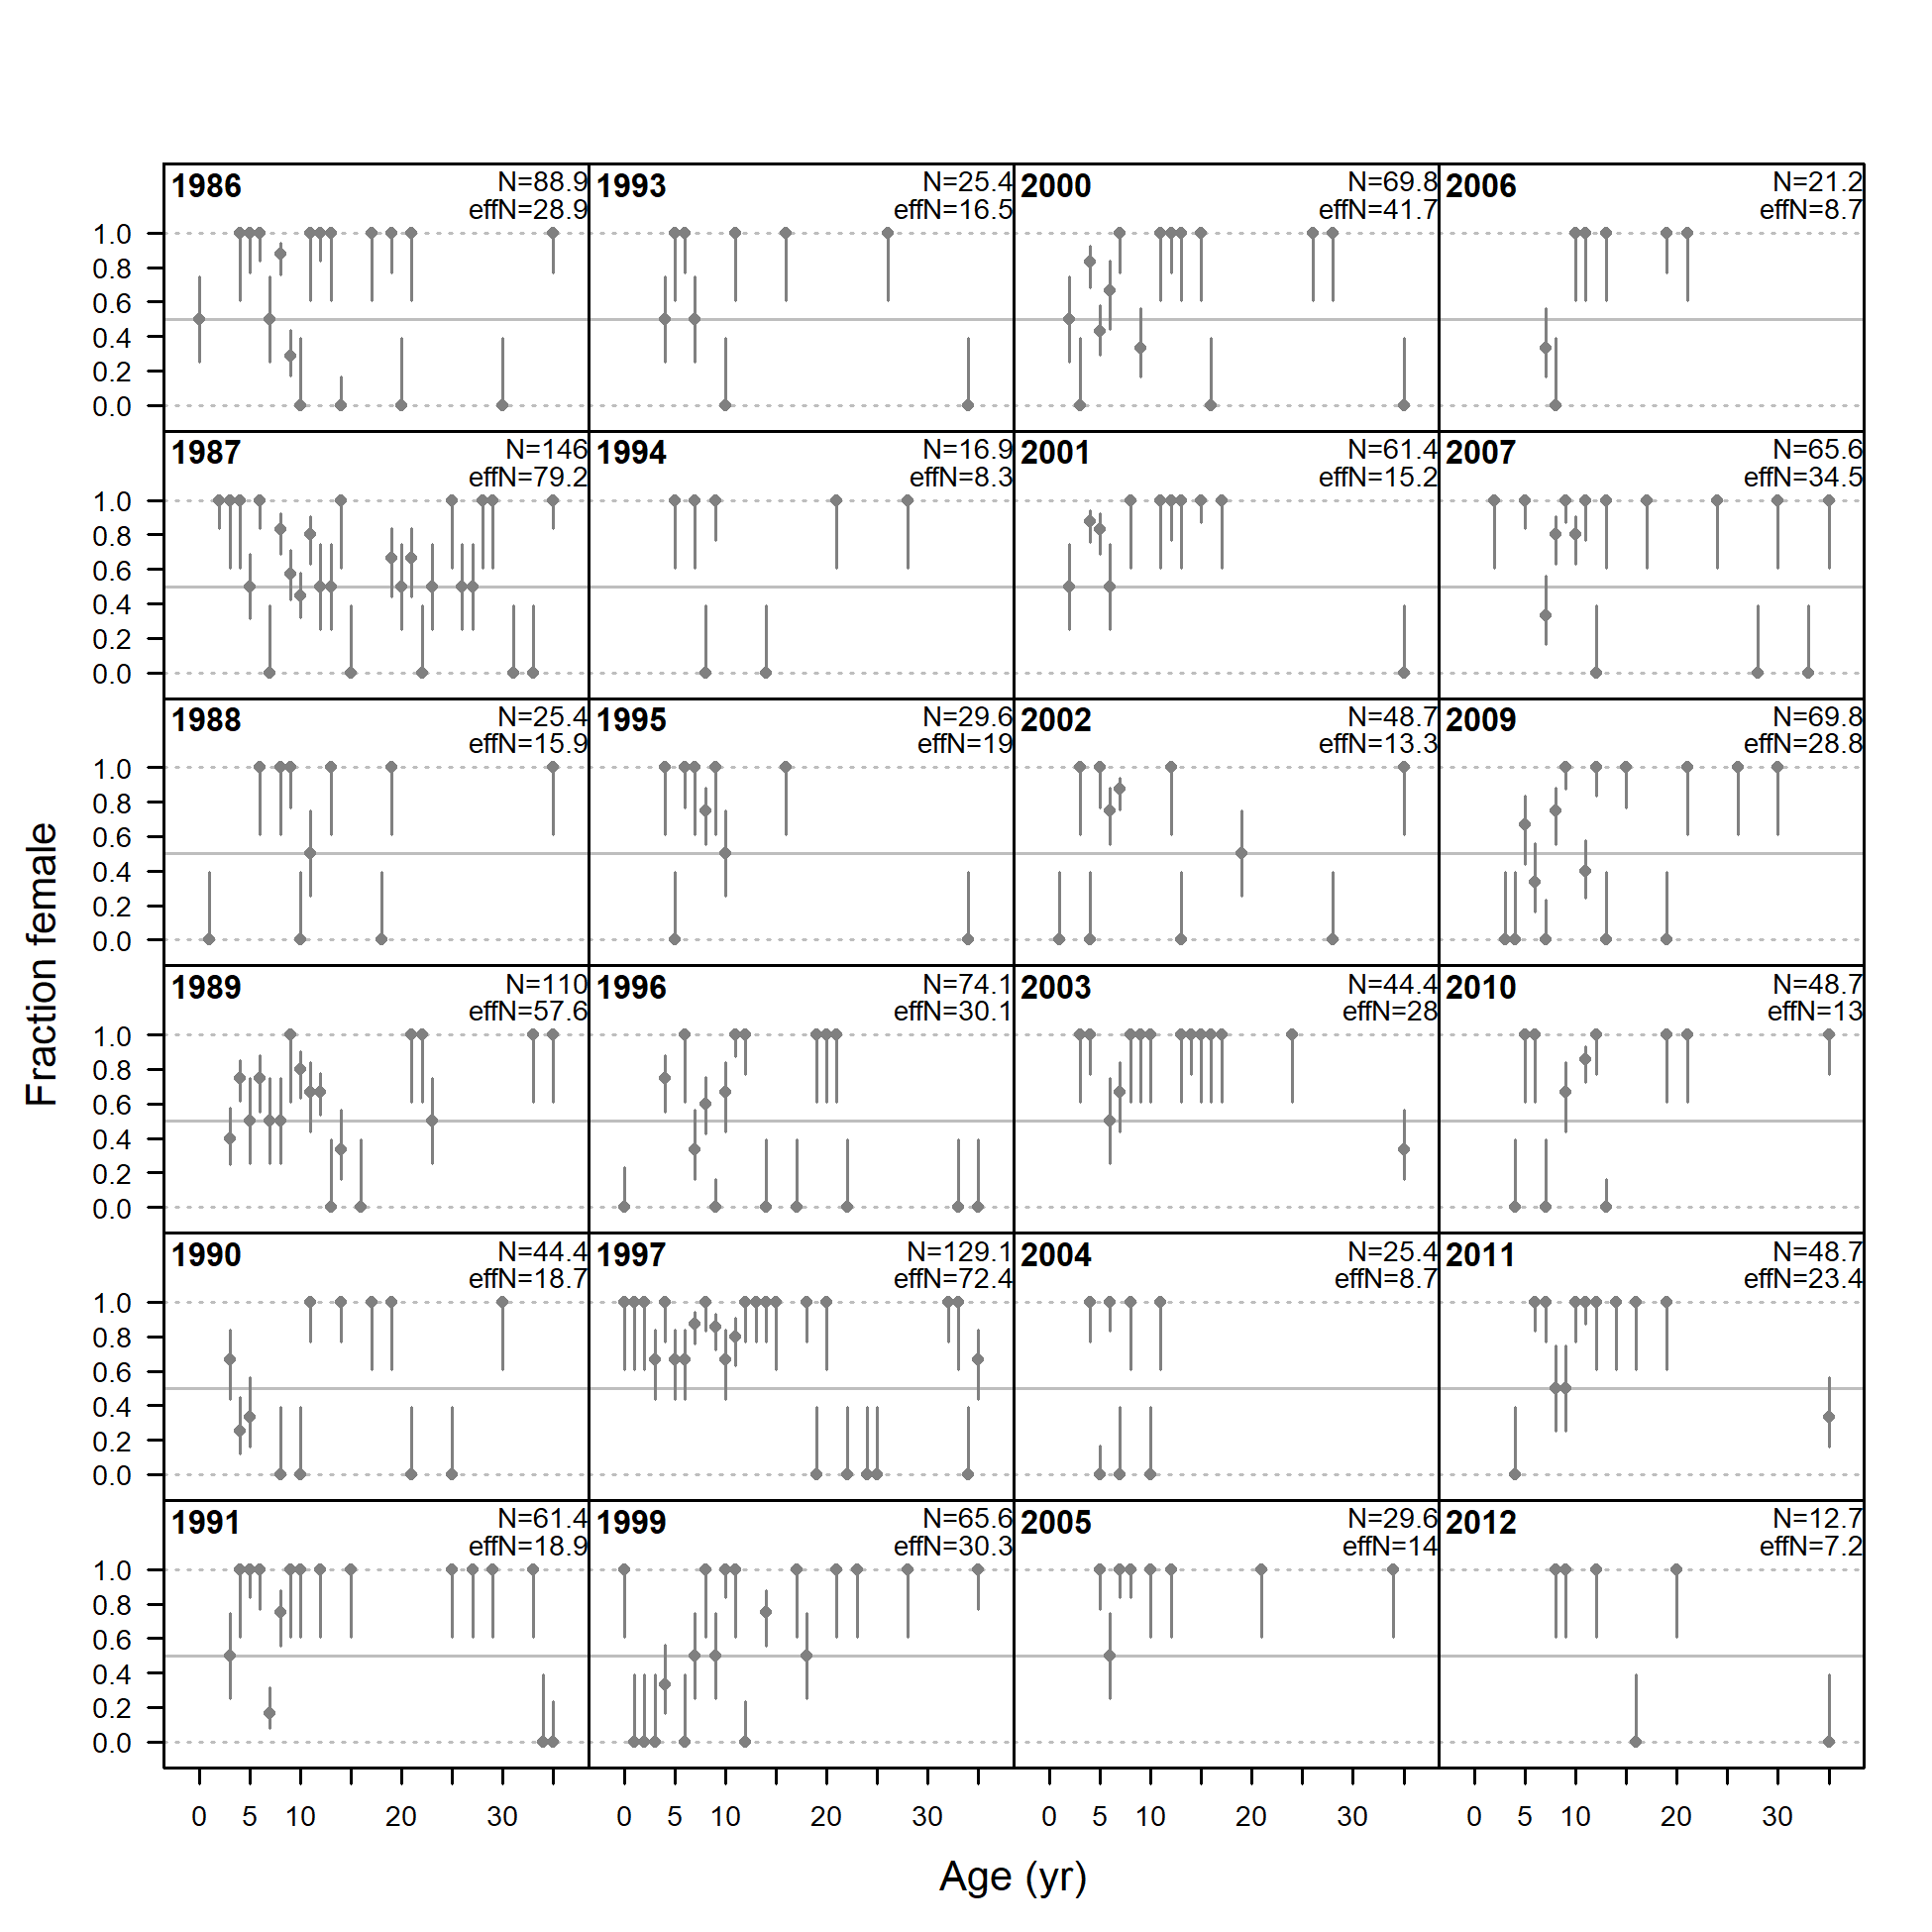 1986
N=88.9
effN=28.9
1993
N=25.4
effN=16.5
2000
N=69.8
effN=41.7
2006
N=21.2
effN=8.7
1.0
0.8
0.6
0.4
0.2
0.0
1987
N=146
effN=79.2
1994
N=16.9
effN=8.3
2001
N=61.4
effN=15.2
2007
N=65.6
effN=34.5
1.0
0.8
0.6
0.4
0.2
0.0
1988
N=25.4
effN=15.9
1995
N=29.6
effN=19
2002
N=48.7
effN=13.3
2009
N=69.8
effN=28.8
1.0
0.8
0.6
0.4
0.2
0.0
1989
N=110
effN=57.6
1996
N=74.1
effN=30.1
2003
N=44.4
effN=28
2010
N=48.7
effN=13
1.0
0.8
0.6
0.4
0.2
0.0
1990
N=44.4
effN=18.7
1997
N=129.1
effN=72.4
2004
N=25.4
effN=8.7
2011
N=48.7
effN=23.4
1.0
0.8
0.6
0.4
0.2
0.0
1991
N=61.4
effN=18.9
1999
N=65.6
effN=30.3
2005
N=29.6
effN=14
2012
N=12.7
effN=7.2
1.0
0.8
0.6
0.4
0.2
0.0
0 5 10 20 30
0 5 10 20 30
0 5 10 20 30
0 5 10 20 30
Fraction female
Age (yr)